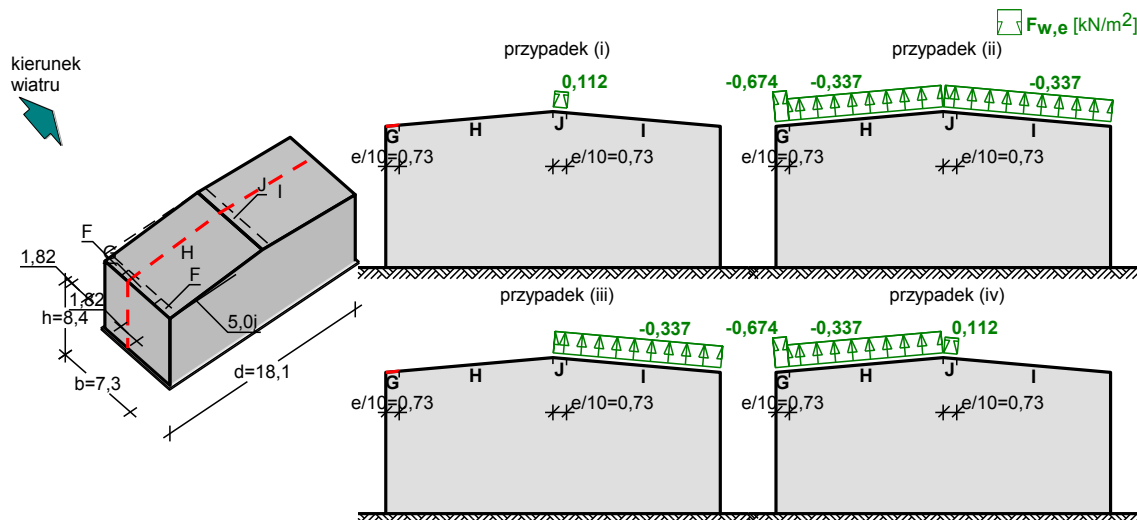 Fw,e [kN/m2]
kierunek
wiatru
przypadek (i)
przypadek (ii)
0,112
-0,674
-0,337
-0,337
G
H
J
I
G
H
J
I
e/10=0,73
e/10=0,73
e/10=0,73
e/10=0,73
J
I
F
G
H
F
1,82
1,82
h=8,4
5,0j
b=7,3
d=18,1
przypadek (iii)
przypadek (iv)
-0,337
-0,674
-0,337
0,112
G
H
J
I
G
H
J
I
e/10=0,73
e/10=0,73
e/10=0,73
e/10=0,73